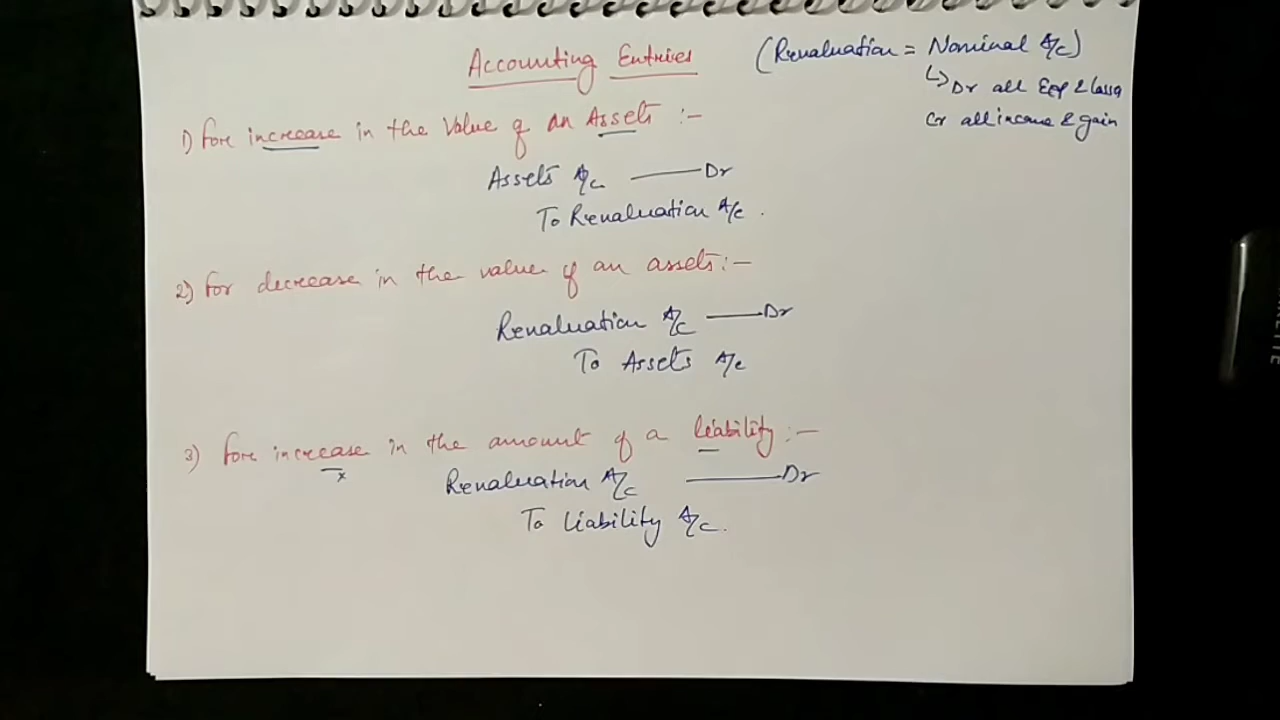 Accounting Entries
(Revaluation = Nominal A/c)
↳ Dr all Exp & Losses
Cr all income & gain
1) for increase in the Value of an Assets :-
Assets A/c —— Dr
To Revaluation A/c .
2) for decrease in the value of an assets :-
Revaluation A/c —— Dr
To Assets A/c
3) for increase in the amount of a liability :-
Revaluation A/c —— Dr
To liability A/c .